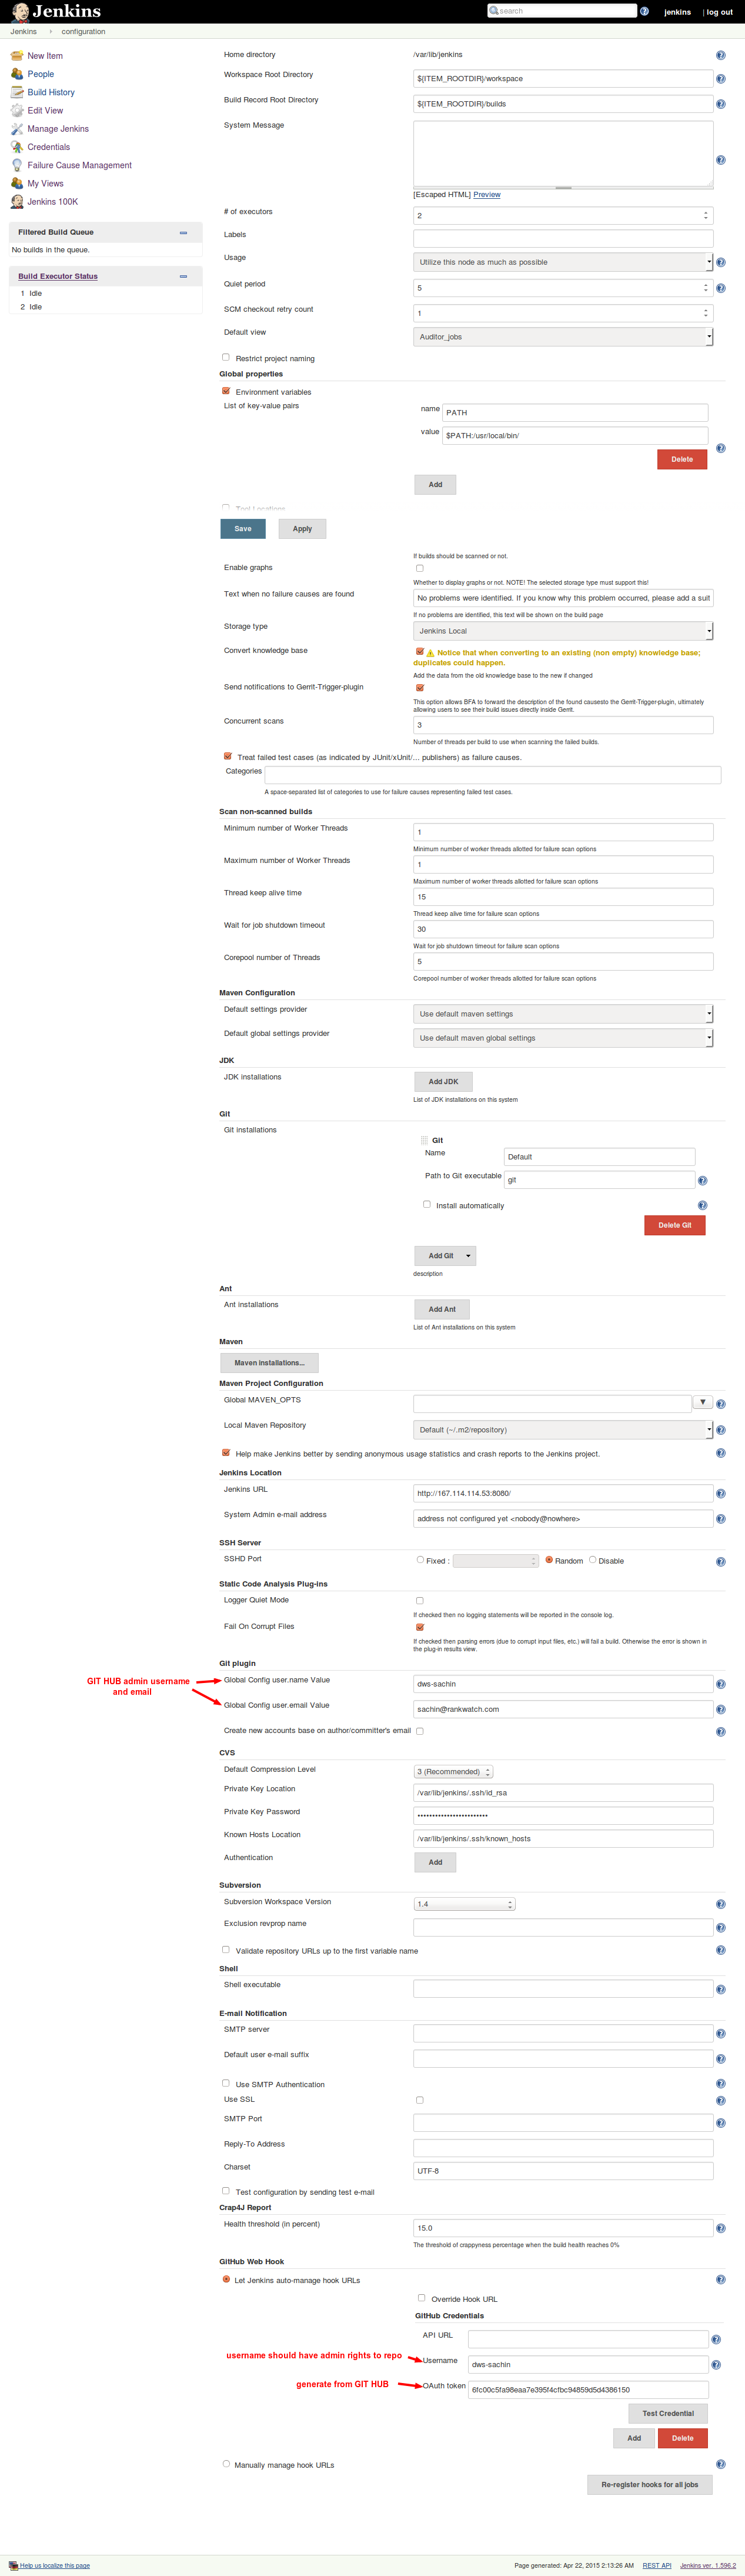 Jenkins
search
jenkins
| log out
Jenkins
configuration
New Item
People
Build History
Edit View
Manage Jenkins
Credentials
Failure Cause Management
My Views
Jenkins 100K
Filtered Build Queue
No builds in the queue.
Build Executor Status
1 Idle
2 Idle
Home directory
/var/lib/jenkins
Workspace Root Directory
${ITEM_ROOTDIR}/workspace
Build Record Root Directory
${ITEM_ROOTDIR}/builds
System Message
[Escaped HTML] Preview
# of executors
2
Labels
Usage
Utilize this node as much as possible
Quiet period
5
SCM checkout retry count
1
Default view
Auditor_jobs
Restrict project naming
Global properties
Environment variables
List of key-value pairs
name
PATH
value
$PATH:/usr/local/bin/
Delete
Add
Tool Locations
Save
Apply
If builds should be scanned or not.
Enable graphs
Whether to display graphs or not. NOTE! The selected storage type must support this!
Text when no failure causes are found
No problems were identified. If you know why this problem occurred, please add a suit
If no problems are identified, this text will be shown on the build page
Storage type
Jenkins Local
Convert knowledge base
Notice that when converting to an existing (non empty) knowledge base;
duplicates could happen.
Add the data from the old knowledge base to the new if changed
Send notifications to Gerrit-Trigger-plugin
This option allows BFA to forward the description of the found causesto the Gerrit-Trigger-plugin, ultimately
allowing users to see their build issues directly inside Gerrit.
Concurrent scans
3
Number of threads per build to use when scanning the failed builds.
Treat failed test cases (as indicated by JUnit/xUnit/... publishers) as failure causes.
Categories
A space-separated list of categories to use for failure causes representing failed test cases.
Scan non-scanned builds
Minimum number of Worker Threads
1
Minimum number of worker threads allotted for failure scan options
Maximum number of Worker Threads
1
Maximum number of worker threads allotted for failure scan options
Thread keep alive time
15
Thread keep alive time for failure scan options
Wait for job shutdown timeout
30
Wait for job shutdown timeout for failure scan options
Corepool number of Threads
5
Corepool number of worker threads allotted for failure scan options
Maven Configuration
Default settings provider
Use default maven settings
Default global settings provider
Use default maven global settings
JDK
JDK installations
Add JDK
List of JDK installations on this system
Git
Git installations
Git
Name
Default
Path to Git executable
git
Install automatically
Delete Git
Add Git
description
Ant
Ant installations
Add Ant
List of Ant installations on this system
Maven
Maven installations...
Maven Project Configuration
Global MAVEN_OPTS
Local Maven Repository
Default (~/.m2/repository)
Help make Jenkins better by sending anonymous usage statistics and crash reports to the Jenkins project.
Jenkins Location
Jenkins URL
http://167.114.114.53:8080/
System Admin e-mail address
address not configured yet <nobody@nowhere>
SSH Server
SSHD Port
Fixed :
Random
Disable
Static Code Analysis Plug-ins
Logger Quiet Mode
If checked then no logging statements will be reported in the console log.
Fail On Corrupt Files
If checked then parsing errors (due to corrupt input files, etc.) will fail a build. Otherwise the error is shown in
the plug-in results view.
Git plugin
GIT HUB admin username
and email
Global Config user.name Value
dws-sachin
Global Config user.email Value
sachin@rankwatch.com
Create new accounts base on author/committer's email
CVS
Default Compression Level
3 (Recommended)
Private Key Location
/var/lib/jenkins/.ssh/id_rsa
Private Key Password
••••••••••••••••••••••••
Known Hosts Location
/var/lib/jenkins/.ssh/known_hosts
Authentication
Add
Subversion
Subversion Workspace Version
1.4
Exclusion revprop name
Validate repository URLs up to the first variable name
Shell
Shell executable
E-mail Notification
SMTP server
Default user e-mail suffix
Use SMTP Authentication
Use SSL
SMTP Port
Reply-To Address
Charset
UTF-8
Test configuration by sending test e-mail
Crap4J Report
Health threshold (in percent)
15.0
The threshold of crappyness percentage when the build health reaches 0%
GitHub Web Hook
Let Jenkins auto-manage hook URLs
Override Hook URL
GitHub Credentials
API URL
username should have admin rights to repo
Username
dws-sachin
generate from GIT HUB
OAuth token
6fc00c5fa98eaa7e395f4cfbc94859d5d4386150
Test Credential
Add
Delete
Manually manage hook URLs
Re-register hooks for all jobs
Help us localize this page
Page generated: Apr 22, 2015 2:13:26 AM
REST API
Jenkins ver. 1.596.2